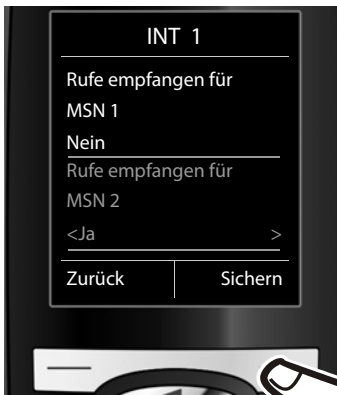 INT 1
Rufe empfangen für
MSN 1
Nein
Rufe empfangen für
MSN 2
<Ja >
Zurück Sichern